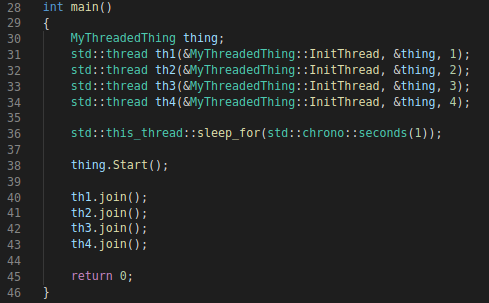 28 int main()
29 {
30     MyThreadedThing thing;
31     std::thread th1(&MyThreadedThing::InitThread, &thing, 1);
32     std::thread th2(&MyThreadedThing::InitThread, &thing, 2);
33     std::thread th3(&MyThreadedThing::InitThread, &thing, 3);
34     std::thread th4(&MyThreadedThing::InitThread, &thing, 4);
35
36     std::this_thread::sleep_for(std::chrono::seconds(1));
37
38     thing.Start();
39
40     th1.join();
41     th2.join();
42     th3.join();
43     th4.join();
44
45     return 0;
46 }